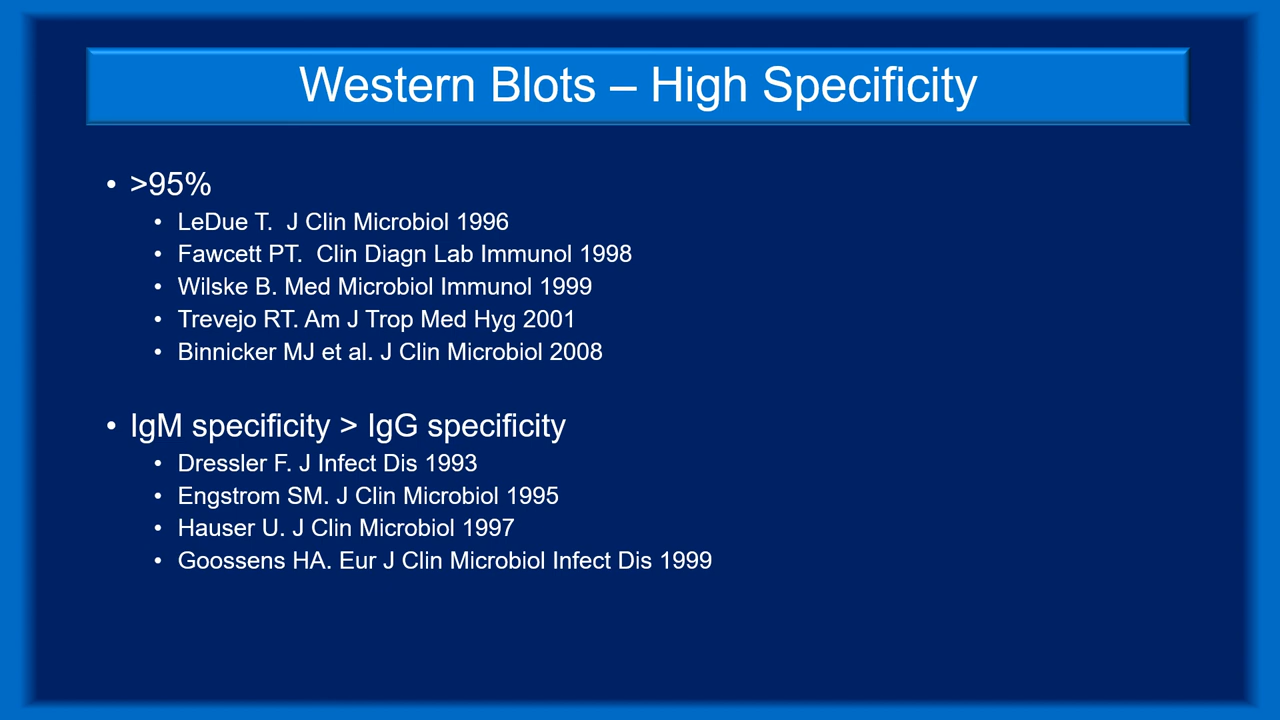 Western Blots – High Specificity
• >95%
• LeDue T.  J Clin Microbiol 1996
• Fawcett PT.  Clin Diagn Lab Immunol 1998
• Wilske B. Med Microbiol Immunol 1999
• Trevejo RT. Am J Trop Med Hyg 2001
• Binnicker MJ et al. J Clin Microbiol 2008
• IgM specificity > IgG specificity
• Dressler F. J Infect Dis 1993
• Engstrom SM. J Clin Microbiol 1995
• Hauser U. J Clin Microbiol 1997
• Goossens HA. Eur J Clin Microbiol Infect Dis 1999